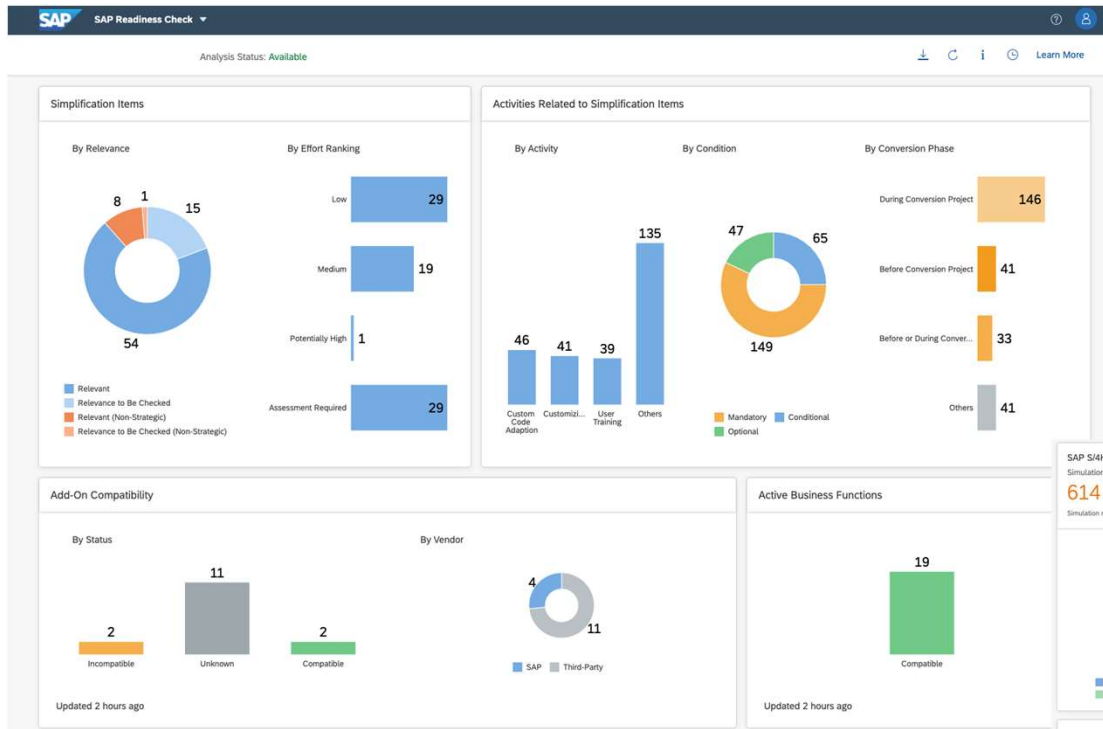 SAP SAP Readiness Check
Analysis Status: Available
Learn More
Simplification Items
By Relevance
8
1
15
54
Relevant
Relevance to Be Checked
Relevant (Non-Strategic)
Relevance to Be Checked (Non-Strategic)
By Effort Ranking
Low 29
Medium 19
Potentially High 1
Assessment Required 29
Activities Related to Simplification Items
By Activity
46
41
39
135
Custom
Code
Adaption
Customizi...
User
Training
Others
By Condition
47
65
149
Mandatory Conditional
Optional
By Conversion Phase
During Conversion Project 146
Before Conversion Project 41
Before or During Conver... 33
Others 41
Add-On Compatibility
By Status
2
11
2
Incompatible Unknown Compatible
By Vendor
4
11
SAP Third-Party
Updated 2 hours ago
Active Business Functions
19
Compatible
Updated 2 hours ago
SAP S/4H
Simulation
614
Simulation